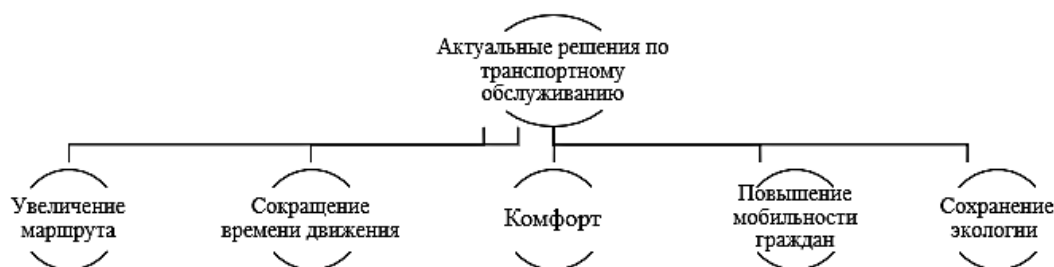 Актуальные решения по
транспортному
обслуживанию
Увеличение
маршрута
Сокращение
времени движения
Комфорт
Повышение
мобильности
граждан
Сохранение
экологии